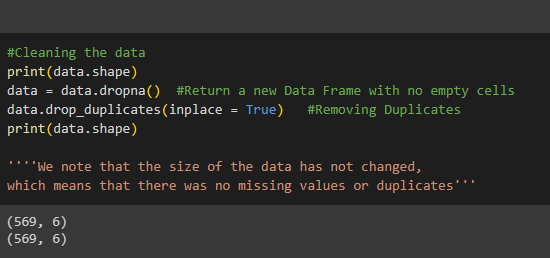 #Cleaning the data
print(data.shape)
data = data.dropna()  #Return a new Data Frame with no empty cells
data.drop_duplicates(inplace = True)   #Removing Duplicates
print(data.shape)
''''We note that the size of the data has not changed,
which means that there was no missing values or duplicates'''
(569, 6)
(569, 6)